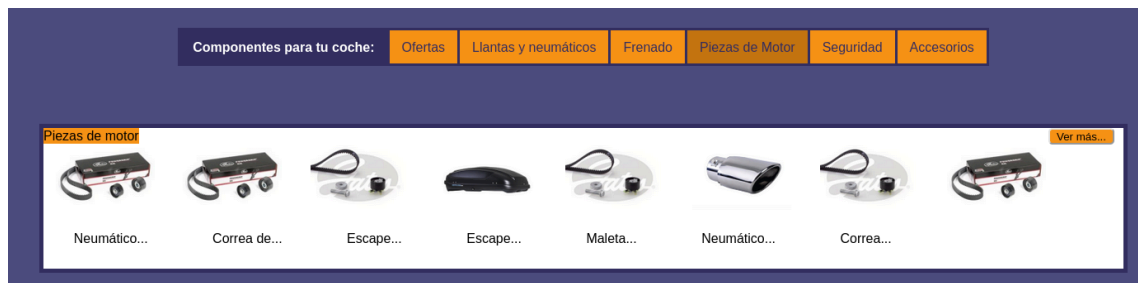 Componentes para tu coche: Ofertas Llantas y neumáticos Frenado Piezas de Motor Seguridad Accesorios
Piezas de motor Ver más...
Neumático... Correa de... Escape... Escape... Maleta... Neumático... Correa...